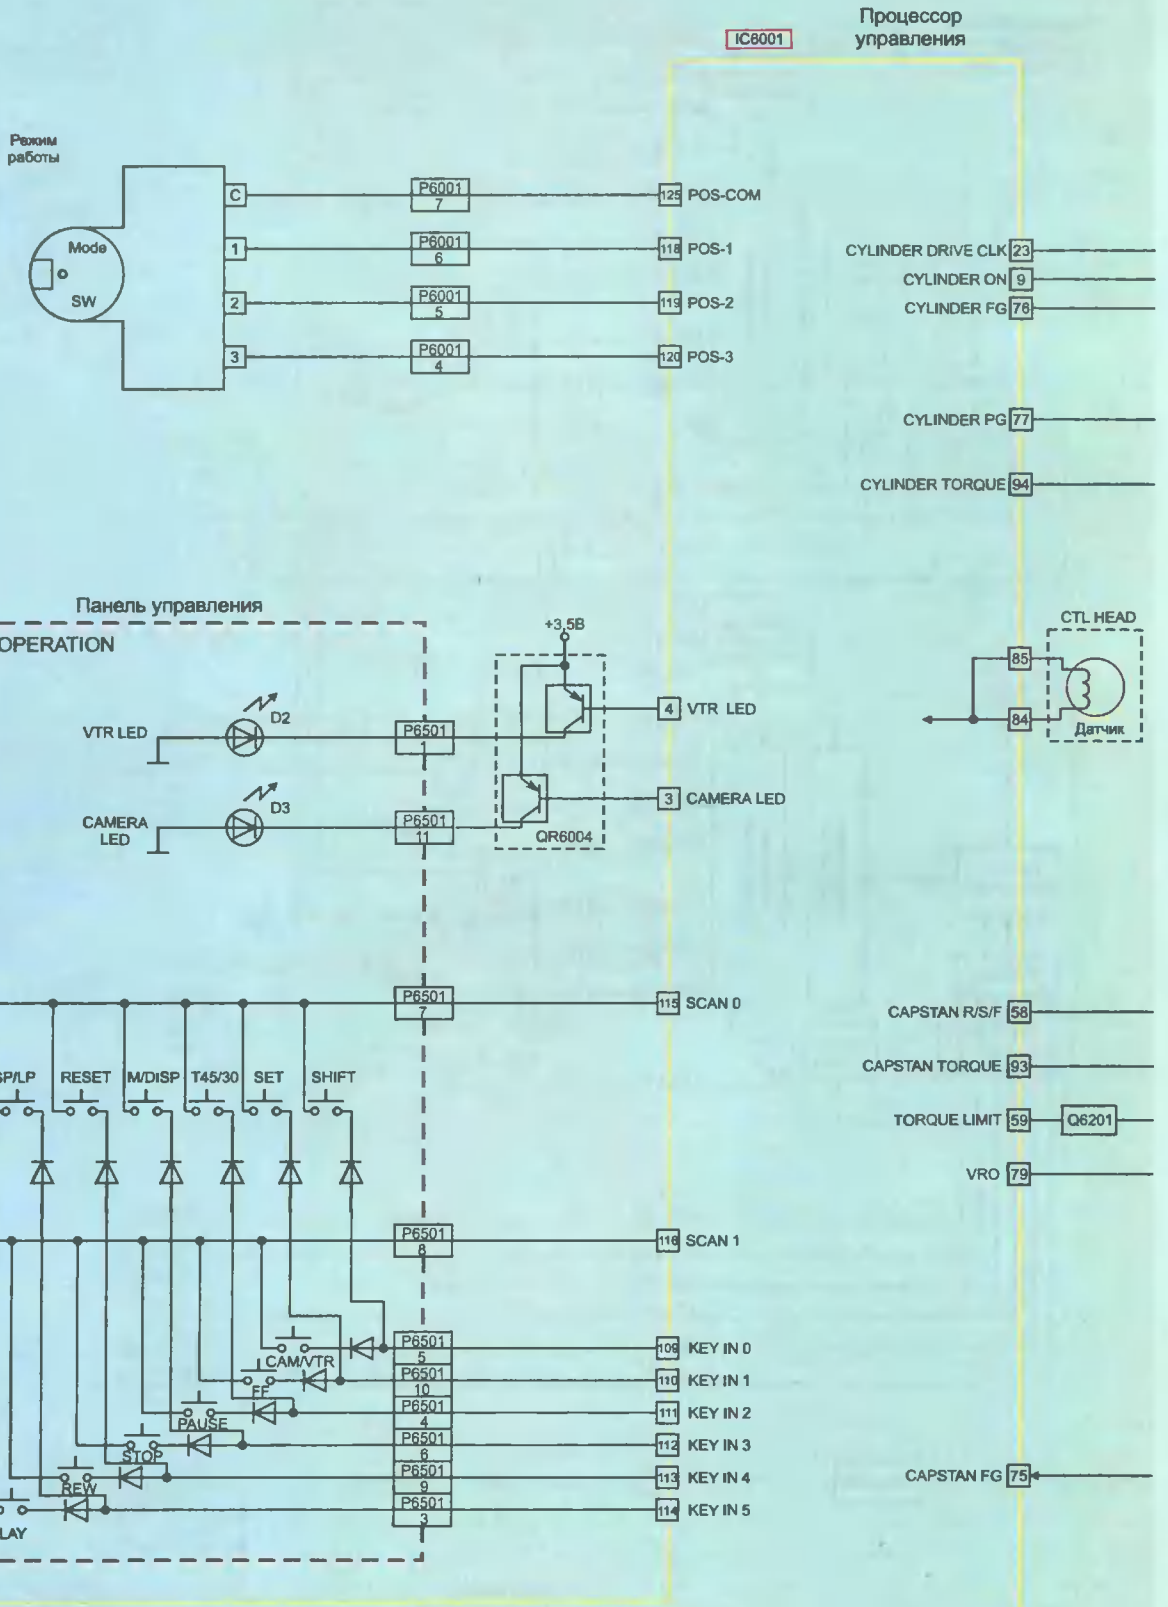 Процессор
управления
IC6001
Режим
работы
Mode
SW
C
P6001
7
125 POS-COM
1
P6001
6
118 POS-1
2
P6001
5
119 POS-2
3
P6001
4
120 POS-3
CYLINDER DRIVE CLK 23
CYLINDER ON 9
CYLINDER FG 76
CYLINDER PG 77
CYLINDER TORQUE 94
Панель управления
OPERATION
+3,5В
VTR LED
D2
P6501
1
4 VTR LED
CAMERA
LED
D3
P6501
11
QR6004
3 CAMERA LED
CTL HEAD
85
84
Датчик
P6501
7
115 SCAN 0
CAPSTAN R/S/F 58
CAPSTAN TORQUE 93
TORQUE LIMIT 59 Q6201
VRO 79
SP/LP RESET M/DISP T45/30 SET SHIFT
P6501
8
116 SCAN 1
CAM/VTR
P6501
5
109 KEY IN 0
FF
P6501
10
110 KEY IN 1
PAUSE
P6501
4
111 KEY IN 2
STOP
P6501
6
112 KEY IN 3
REW
P6501
9
113 KEY IN 4
LAY
P6501
3
114 KEY IN 5
CAPSTAN FG 75